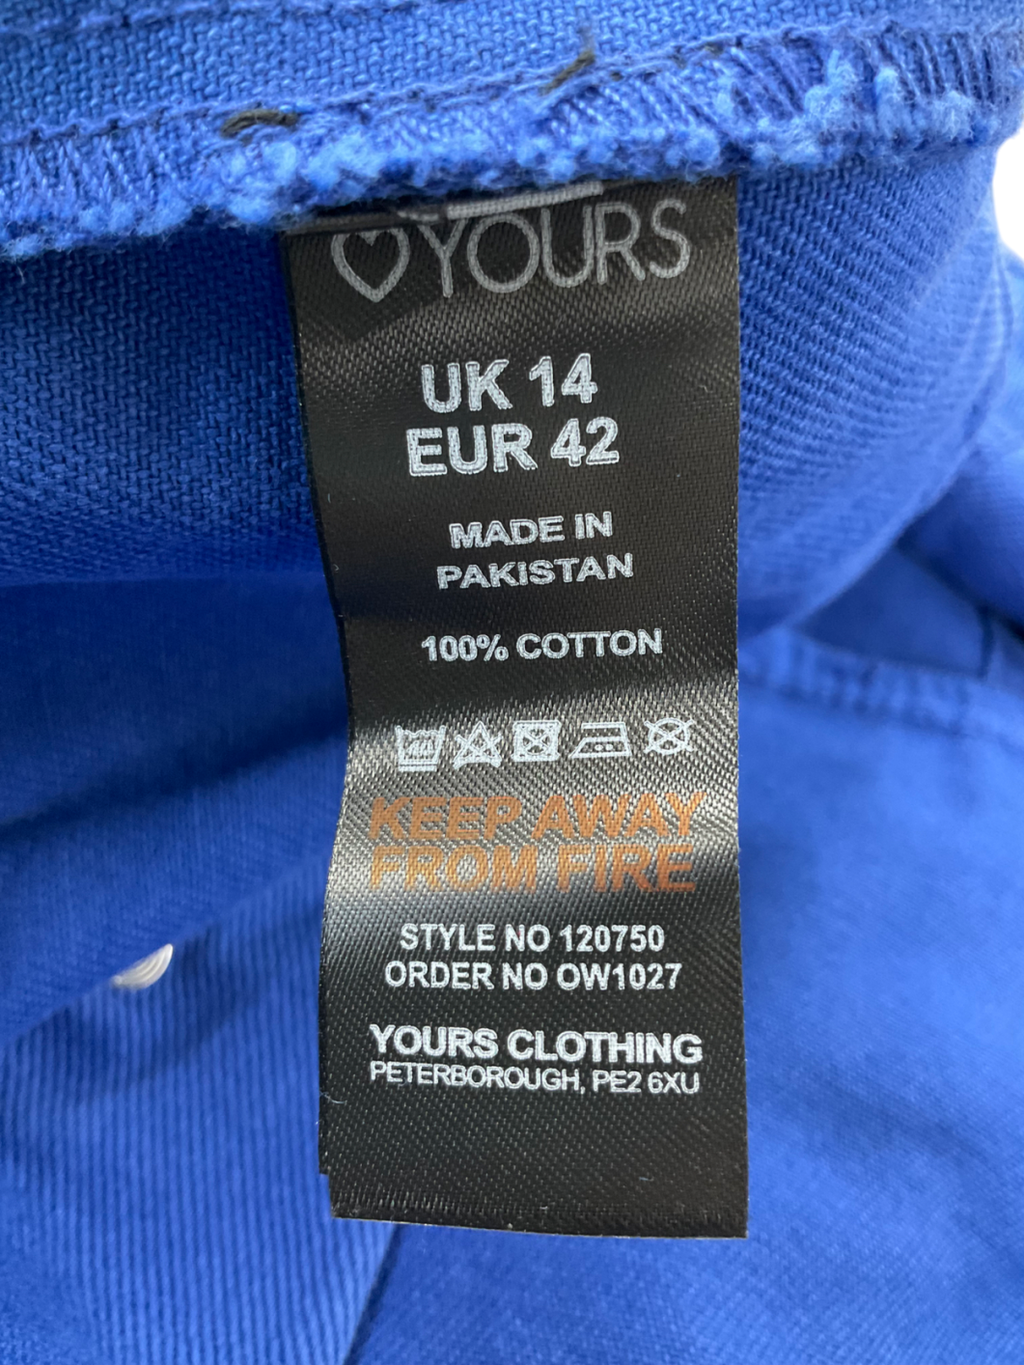 YOURS
UK 14
EUR 42
MADE IN
PAKISTAN
100% COTTON
KEEP AWAY
FROM FIRE
STYLE NO 120750
ORDER NO OW1027
YOURS CLOTHING
PETERBOROUGH, PE2 6XU